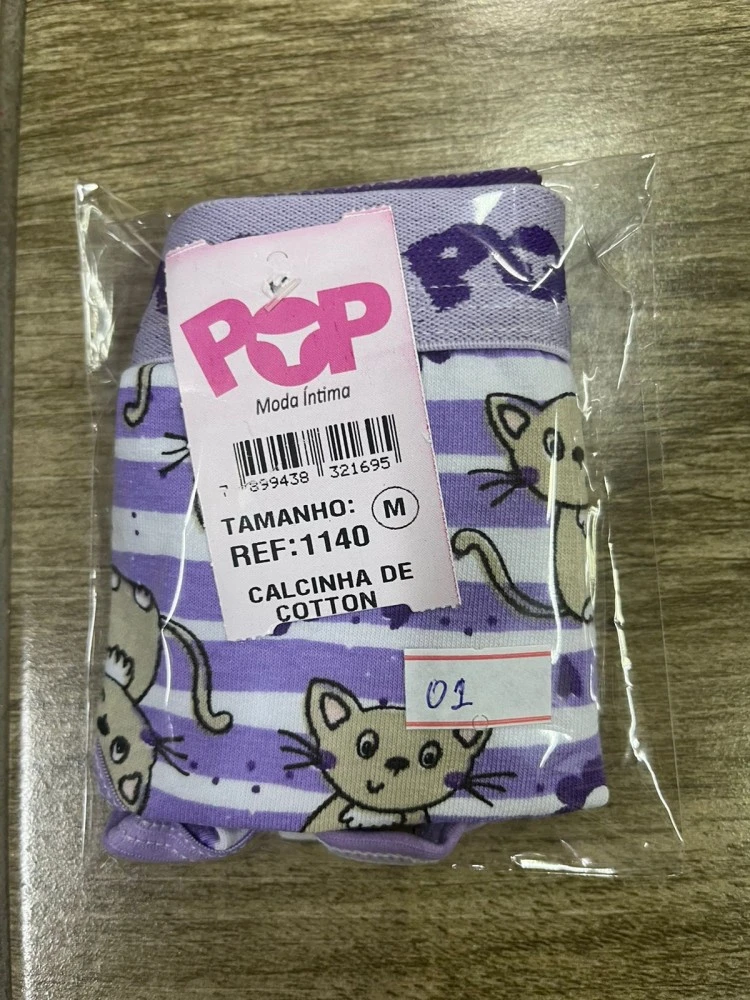 POP
POP
Moda Íntima
7 899438 321695
TAMANHO: M
REF:1140
CALCINHA DE
COTTON
01